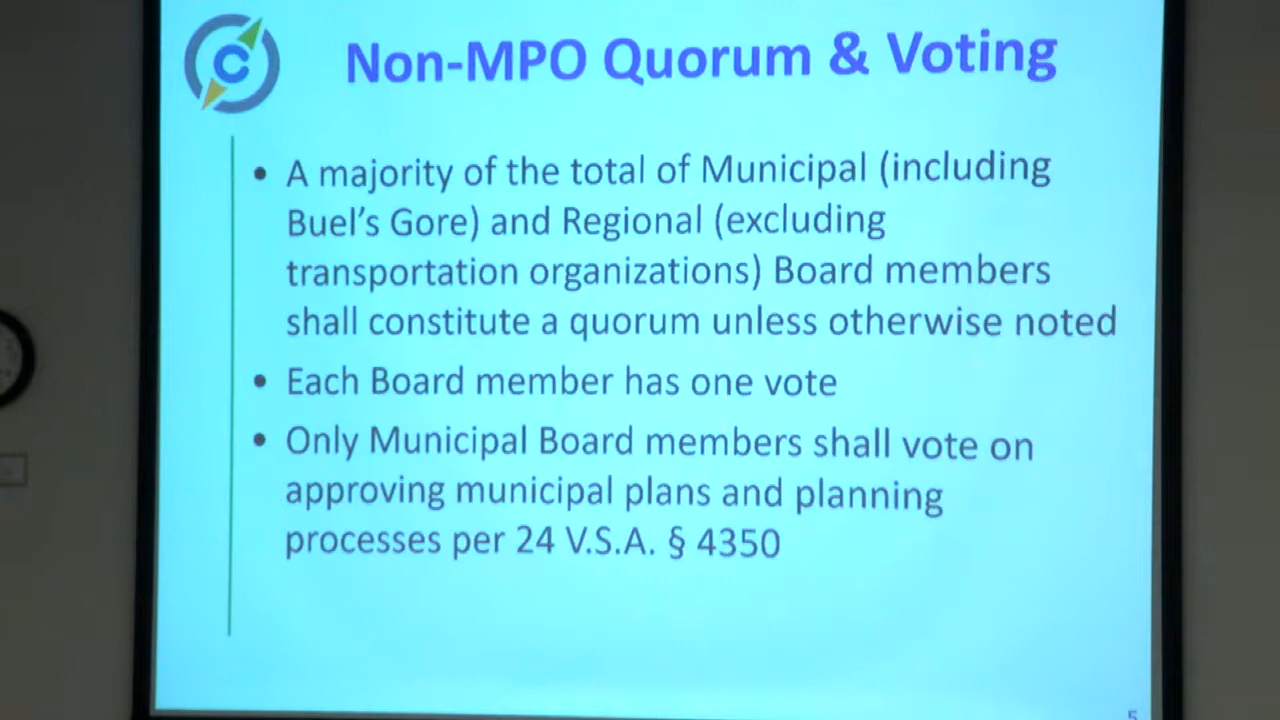 C
Non-MPO Quorum & Voting
• A majority of the total of Municipal (including
Buel's Gore) and Regional (excluding
transportation organizations) Board members
shall constitute a quorum unless otherwise noted
• Each Board member has one vote
• Only Municipal Board members shall vote on
approving municipal plans and planning
processes per 24 V.S.A. § 4350
5